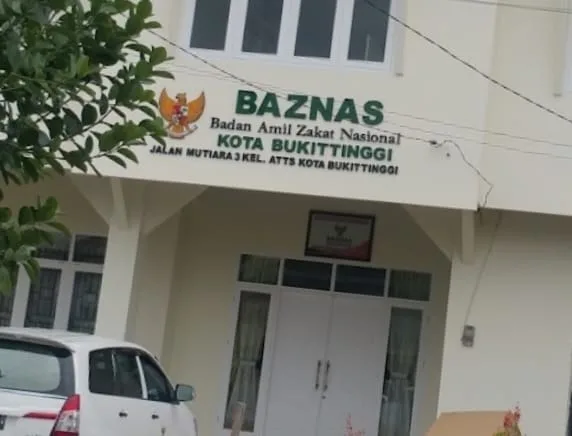 BAZNAS
Badan Amil Zakat Nasional
KOTA BUKITTINGGI
JALAN MUTIARA 3 KEL. ATTS KOTA BUKITTINGGI